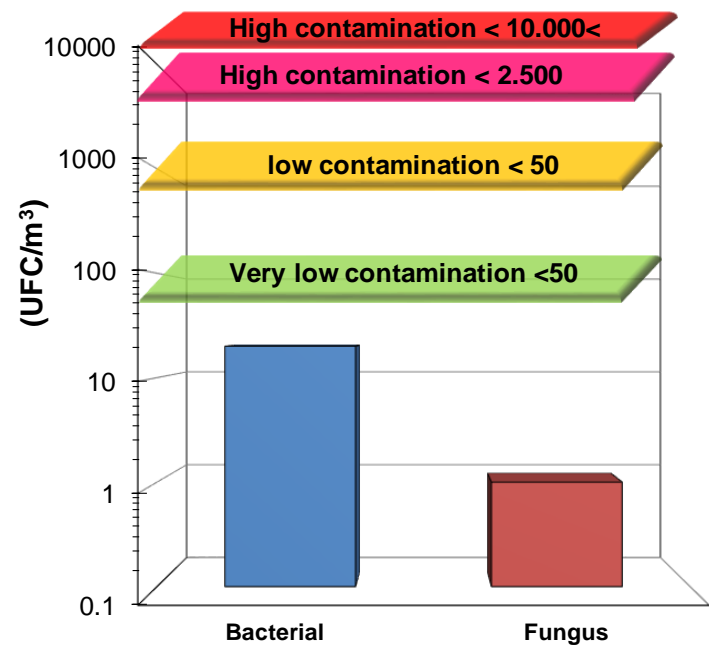 High contamination < 10.000<
High contamination < 2.500
low contamination < 50
Very low contamination <50
(UFC/m³)
10000
1000
100
10
1
0.1
Bacterial
Fungus